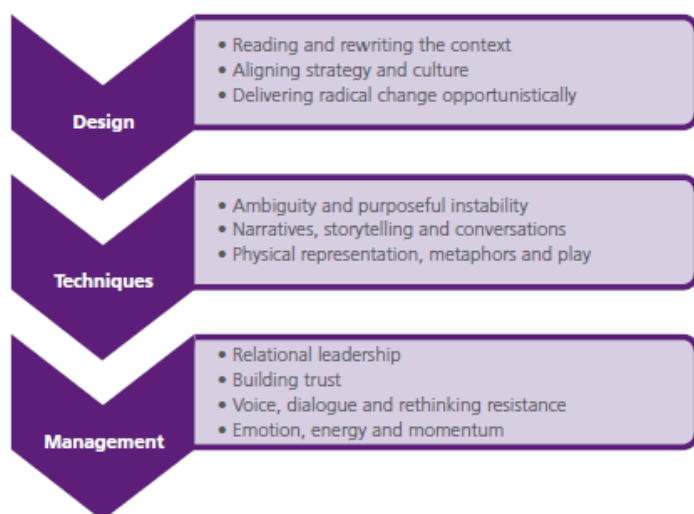 Design
• Reading and rewriting the context
• Aligning strategy and culture
• Delivering radical change opportunistically
Techniques
• Ambiguity and purposeful instability
• Narratives, storytelling and conversations
• Physical representation, metaphors and play
Management
• Relational leadership
• Building trust
• Voice, dialogue and rethinking resistance
• Emotion, energy and momentum